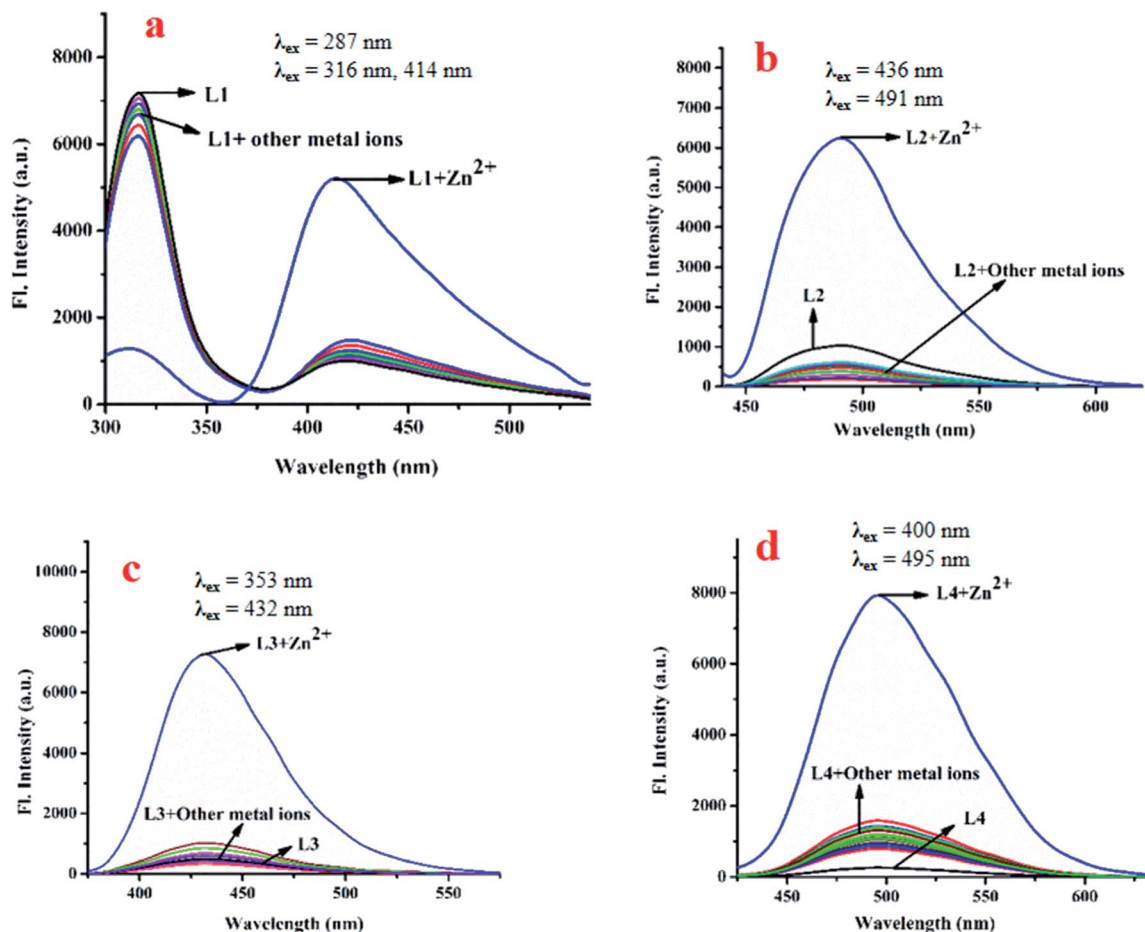 a
λex = 287 nm
λex = 316 nm, 414 nm
L1
L1+ other metal ions
L1+Zn2+
Fl. Intensity (a.u.)
8000
6000
4000
2000
0
300
350
400
450
500
Wavelength (nm)
b
λex = 436 nm
λex = 491 nm
L2+Zn2+
L2
L2+Other metal ions
Fl. Intensity (a.u.)
8000
7000
6000
5000
4000
3000
2000
1000
0
450
500
550
600
Wavelength (nm)
c
λex = 353 nm
λex = 432 nm
L3+Zn2+
L3+Other metal ions
L3
Fl. Intensity (a.u.)
10000
8000
6000
4000
2000
0
400
450
500
550
Wavelength (nm)
d
λex = 400 nm
λex = 495 nm
L4+Zn2+
L4+Other metal ions
L4
Fl. Intensity (a.u.)
8000
6000
4000
2000
0
450
500
550
600
Wavelength (nm)